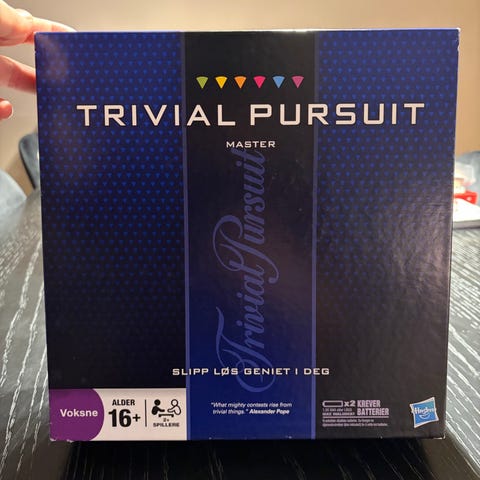 TRIVIAL PURSUIT
MASTER
Trivial Pursuit
SLIPP LØS GENIET I DEG
Voksne
ALDER
16+
2+
SPILLERE
"What mighty contests rise from
trivial things." Alexander Pope
x2 KREVER
BATTERIER
Hasbro